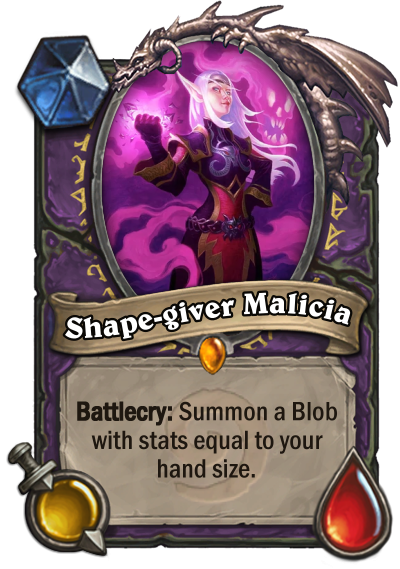 Shape-giver Malicia
Battlecry: Summon a Blob
with stats equal to your
hand size.